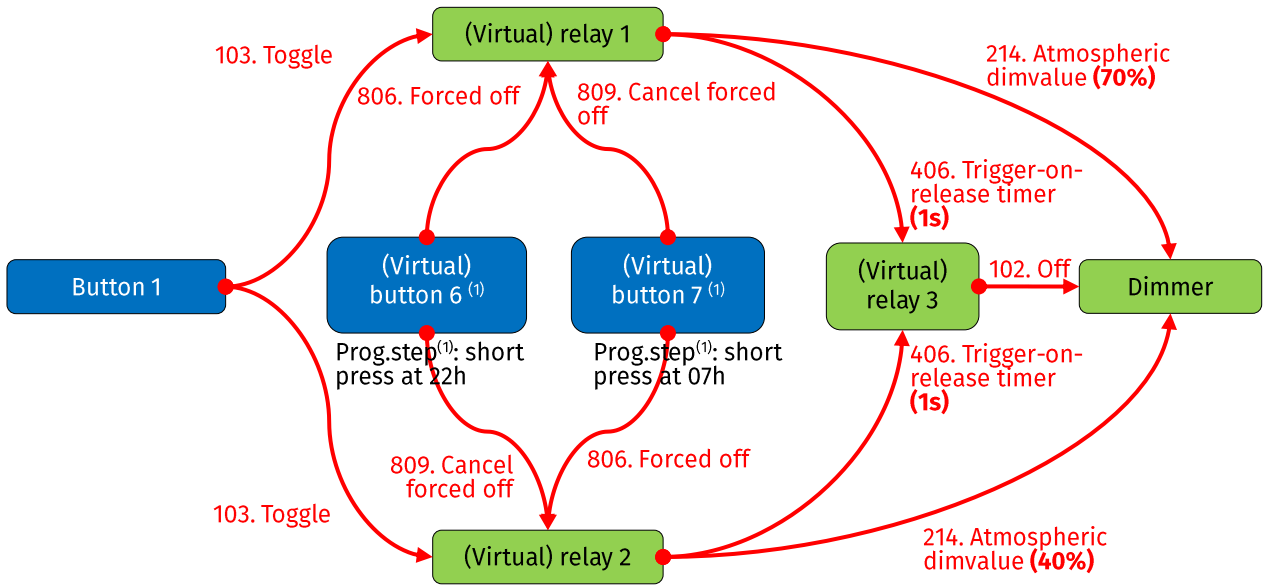 (Virtual) relay 1
103. Toggle
214. Atmospheric
dimvalue (70%)
806. Forced off
809. Cancel forced
off
406. Trigger-on-
release timer
(1s)
Button 1
(Virtual)
button 6 (1)
(Virtual)
button 7 (1)
(Virtual)
relay 3
102. Off
Dimmer
Prog.step(1): short
press at 22h
Prog.step(1): short
press at 07h
406. Trigger-on-
release timer
(1s)
809. Cancel
forced off
806. Forced off
103. Toggle
(Virtual) relay 2
214. Atmospheric
dimvalue (40%)